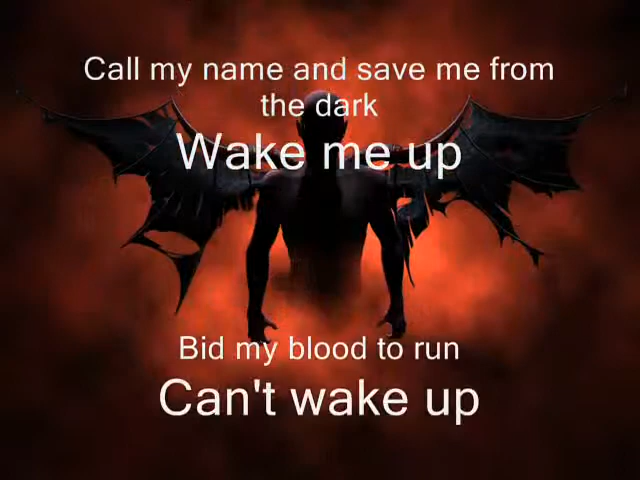 Call my name and save me from
the dark
Wake me up
Bid my blood to run
Can't wake up